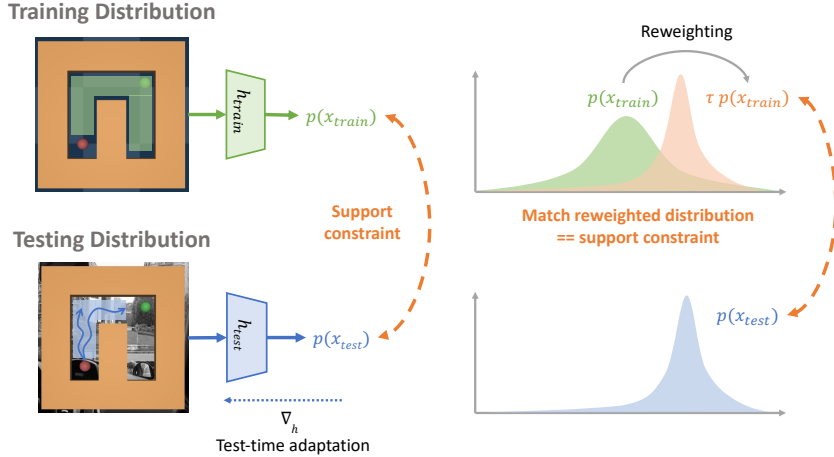 Training Distribution
h_train
p(x_train)
Support
constraint
Testing Distribution
h_test
p(x_test)
∇_h
Test-time adaptation
Reweighting
p(x_train)
τ p(x_train)
Match reweighted distribution
== support constraint
p(x_test)